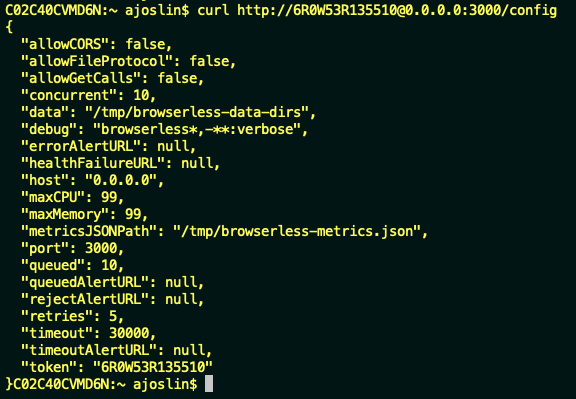 C02C40CVMD6N:~ ajoslin$ curl http://6R0W53R135510@0.0.0.0:3000/config
{
  "allowCORS": false,
  "allowFileProtocol": false,
  "allowGetCalls": false,
  "concurrent": 10,
  "data": "/tmp/browserless-data-dirs",
  "debug": "browserless*,-**:verbose",
  "errorAlertURL": null,
  "healthFailureURL": null,
  "host": "0.0.0.0",
  "maxCPU": 99,
  "maxMemory": 99,
  "metricsJSONPath": "/tmp/browserless-metrics.json",
  "port": 3000,
  "queued": 10,
  "queuedAlertURL": null,
  "rejectAlertURL": null,
  "retries": 5,
  "timeout": 30000,
  "timeoutAlertURL": null,
  "token": "6R0W53R135510"
}C02C40CVMD6N:~ ajoslin$